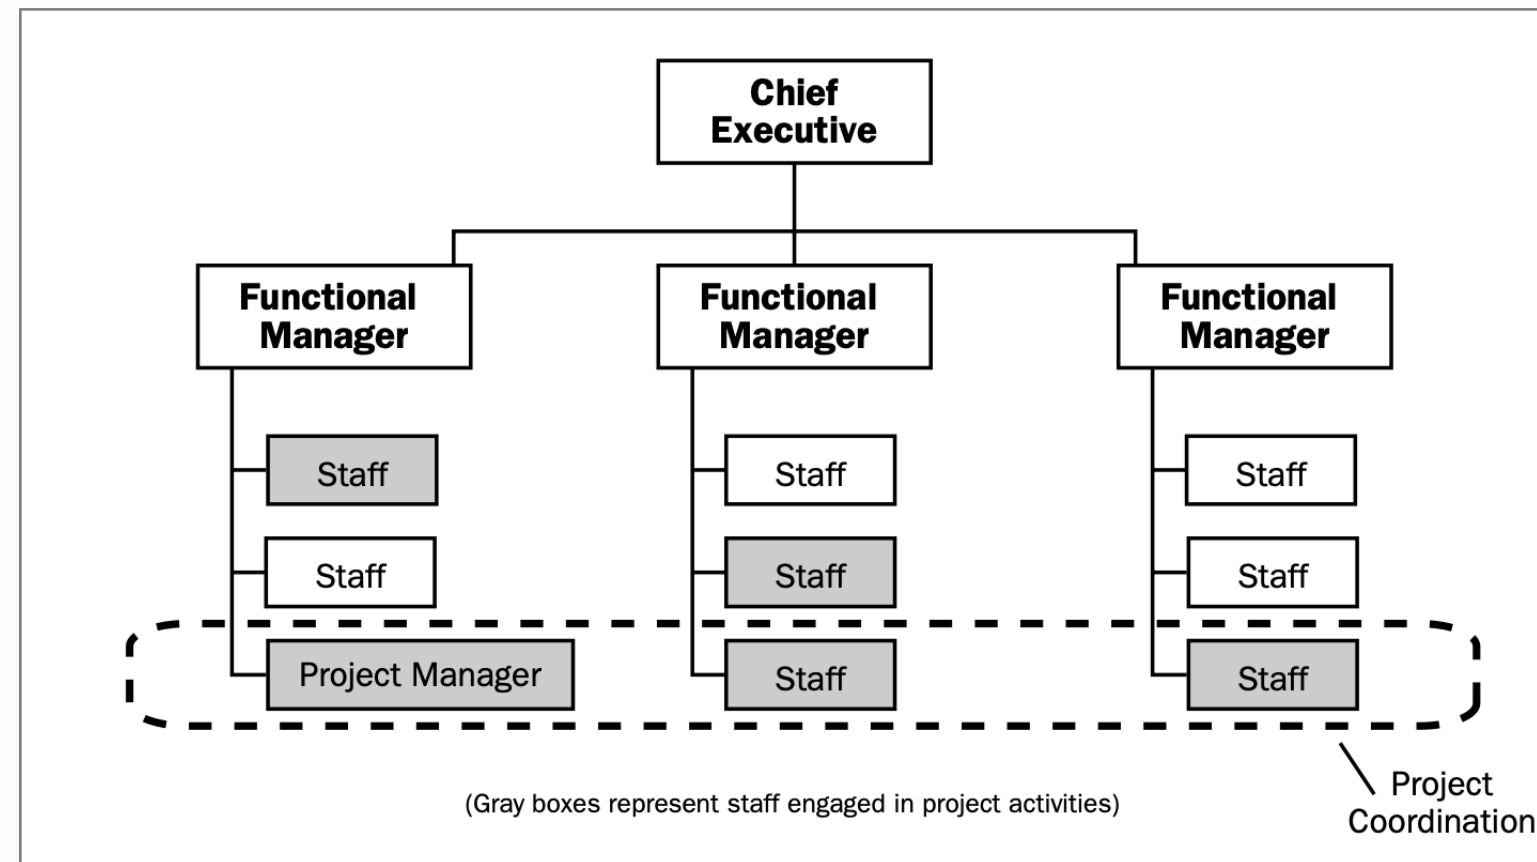 Chief
Executive
Functional
Manager
Functional
Manager
Functional
Manager
Staff
Staff
Staff
Staff
Staff
Staff
Project Manager
Staff
Staff
(Gray boxes represent staff engaged in project activities)
Project
Coordination